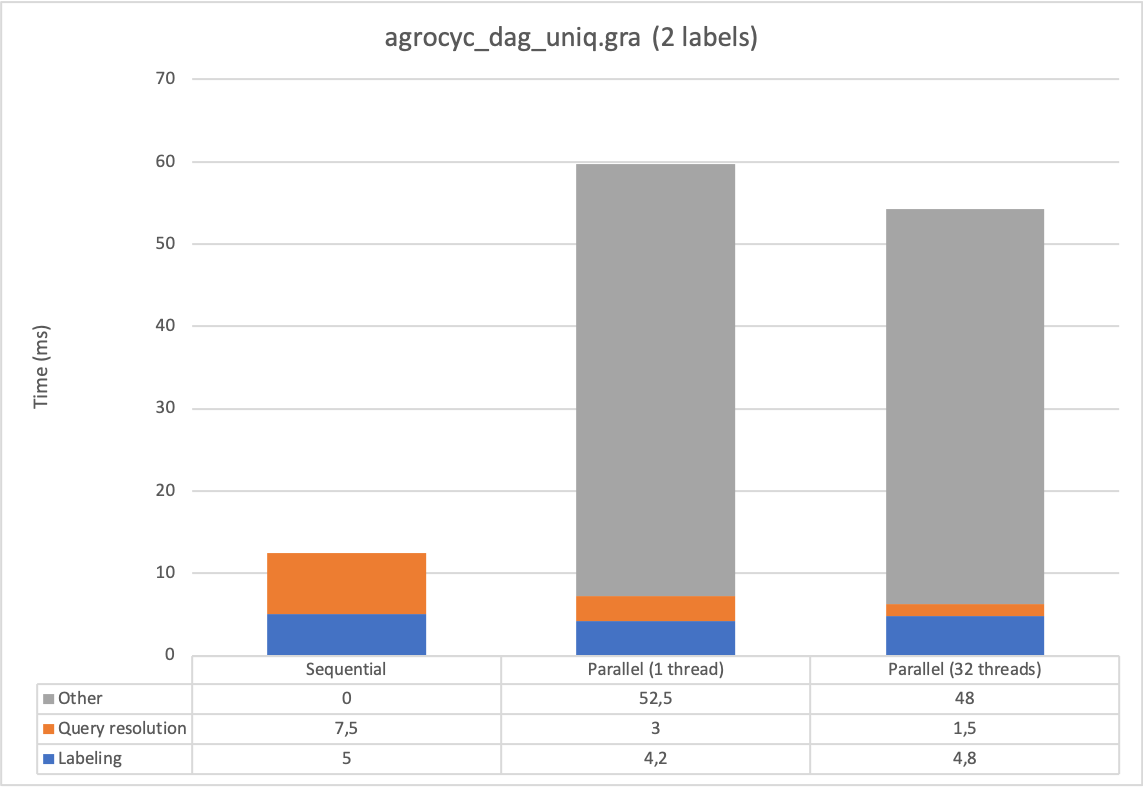 agrocyc_dag_uniq.gra (2 labels)
70
60
50
40
30
20
10
0
Time (ms)
Sequential Parallel (1 thread) Parallel (32 threads)
Other 0 52,5 48
Query resolution 7,5 3 1,5
Labeling 5 4,2 4,8